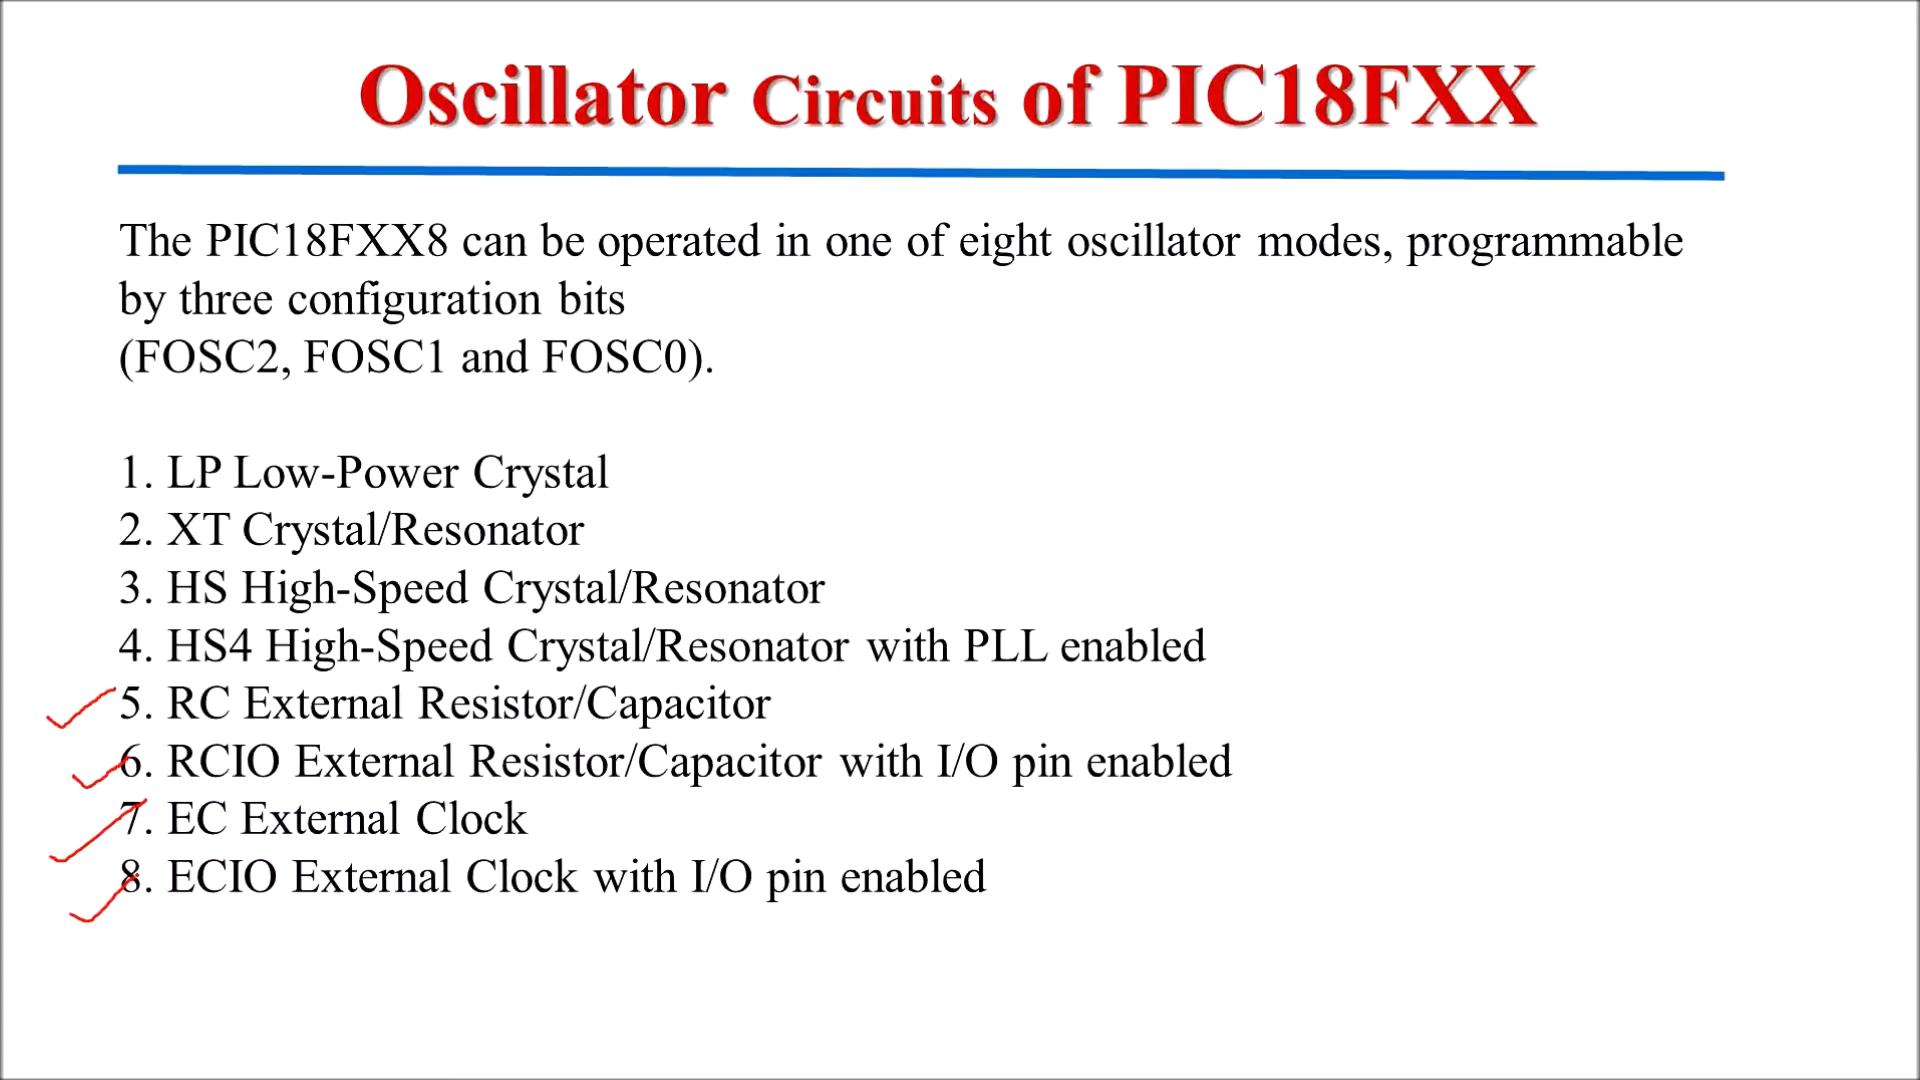 Oscillator Circuits of PIC18FXX
The PIC18FXX8 can be operated in one of eight oscillator modes, programmable
by three configuration bits
(FOSC2, FOSC1 and FOSC0).
1. LP Low-Power Crystal
2. XT Crystal/Resonator
3. HS High-Speed Crystal/Resonator
4. HS4 High-Speed Crystal/Resonator with PLL enabled
5. RC External Resistor/Capacitor
6. RCIO External Resistor/Capacitor with I/O pin enabled
7. EC External Clock
8. ECIO External Clock with I/O pin enabled